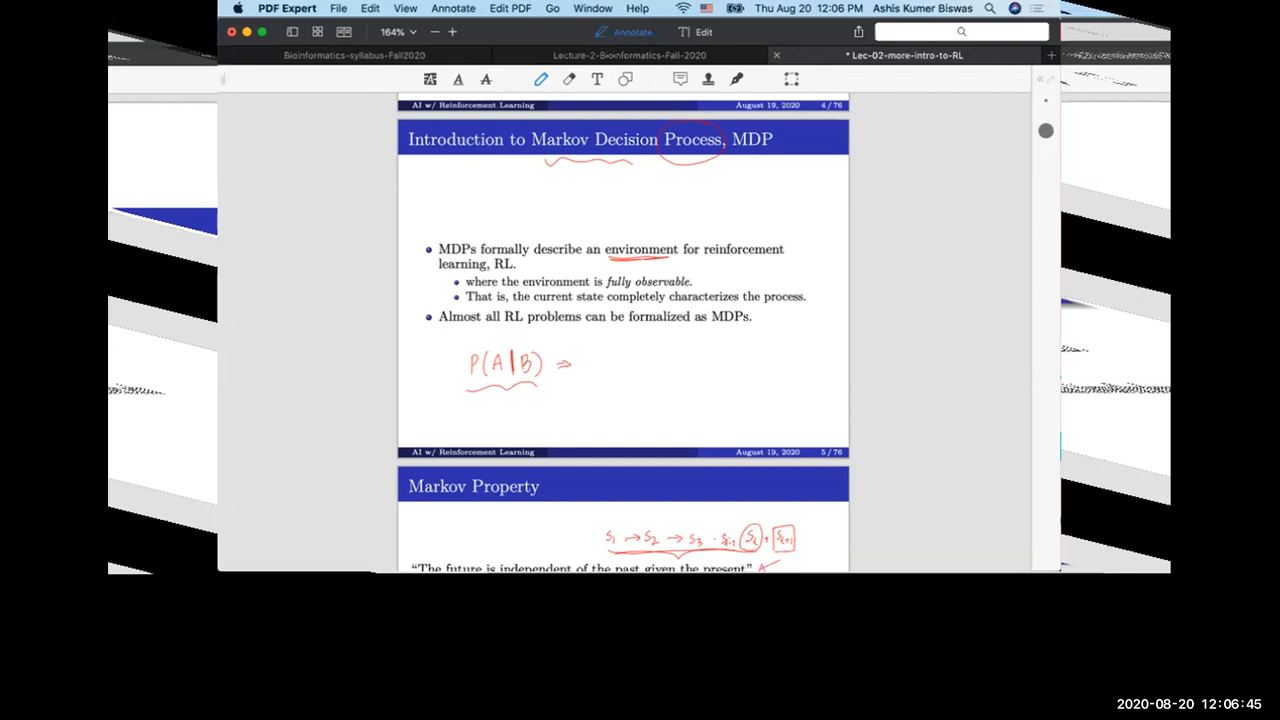 PDF Expert File Edit View Annotate Edit PDF Go Window Help Thu Aug 20 12:06 PM Ashis Kumer Biswas
164% Annotate Edit
Bioinformatics-syllabus-Fall2020 Lecture-2-Bioinformatics-Fall-2020 * Lec-02-more-intro-to-RL
AI w/ Reinforcement Learning August 19, 2020 4 / 76
Introduction to Markov Decision Process, MDP
MDPs formally describe an environment for reinforcement
learning, RL.
where the environment is fully observable.
That is, the current state completely characterizes the process.
Almost all RL problems can be formalized as MDPs.
P(A|B) ⇒
AI w/ Reinforcement Learning August 19, 2020 5 / 76
Markov Property
S1 → S2 → S3 · St-1 St, St+1
"The future is independent of the past given the present"
2020-08-20 12:06:45